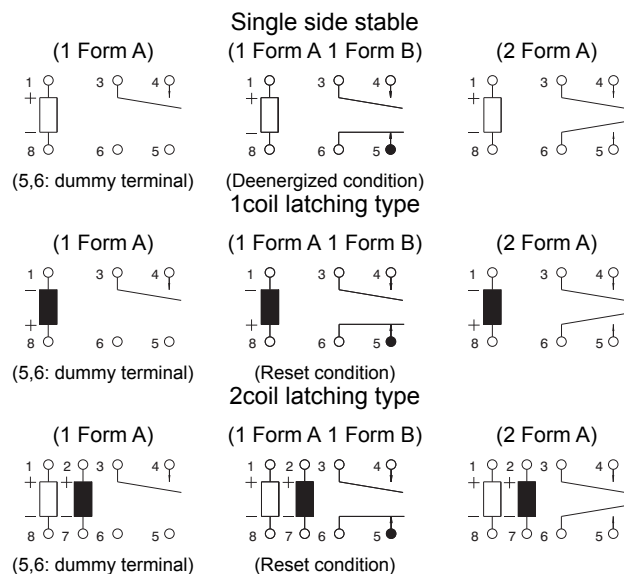 Single side stable
(1 Form A) (1 Form A 1 Form B) (2 Form A)
1 3 4 1 3 4 1 3 4
+ + +
− − −
8 6 5 8 6 5 8 6 5
(5,6: dummy terminal) (Deenergized condition)
1coil latching type
(1 Form A) (1 Form A 1 Form B) (2 Form A)
1 3 4 1 3 4 1 3 4
− − −
+ + +
8 6 5 8 6 5 8 6 5
(5,6: dummy terminal) (Reset condition)
2coil latching type
(1 Form A) (1 Form A 1 Form B) (2 Form A)
1 2 3 4 1 2 3 4 1 2 3 4
+ + + + + +
− − − − − −
8 7 6 5 8 7 6 5 8 7 6 5
(5,6: dummy terminal) (Reset condition)